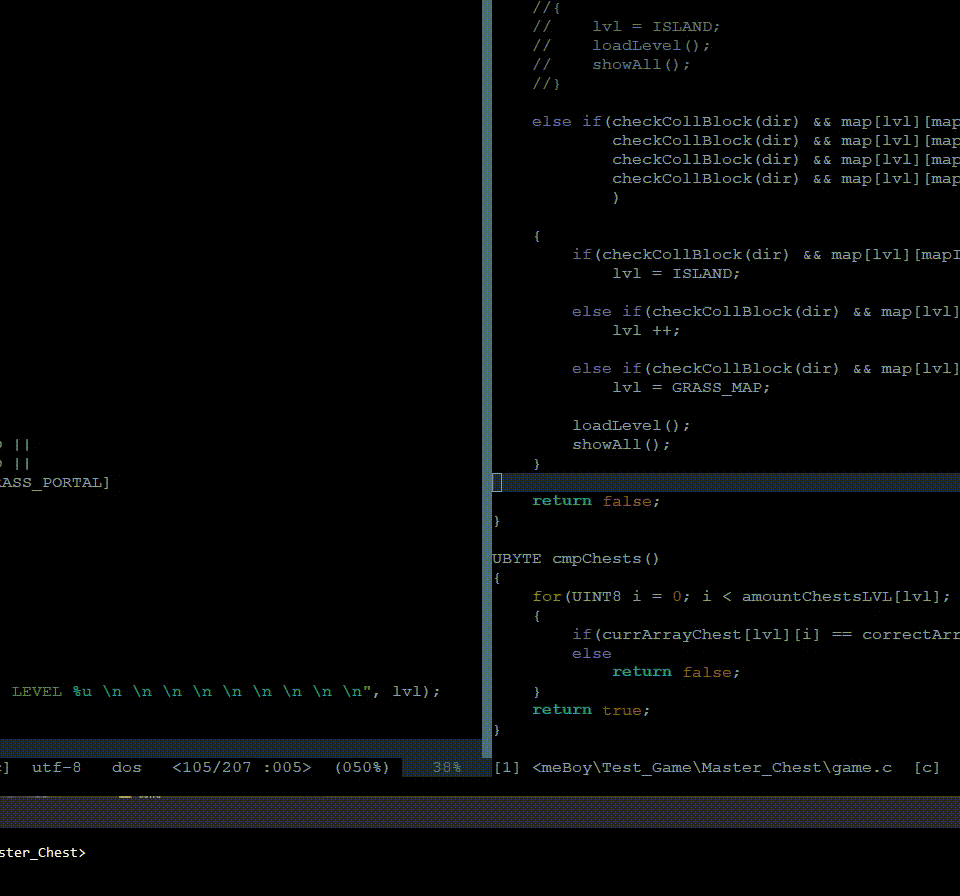 ||
||
ASS_PORTAL]
LEVEL %u \n \n \n \n \n \n \n \n \n", lvl);
] utf-8 dos <105/207 :005> (050%) 38%
//{
// lvl = ISLAND;
// loadLevel();
// showAll();
//}
else if(checkCollBlock(dir) && map[lvl][map
checkCollBlock(dir) && map[lvl][map
checkCollBlock(dir) && map[lvl][map
checkCollBlock(dir) && map[lvl][map
)
{
if(checkCollBlock(dir) && map[lvl][mapI
lvl = ISLAND;
else if(checkCollBlock(dir) && map[lvl]
lvl ++;
else if(checkCollBlock(dir) && map[lvl]
lvl = GRASS_MAP;
loadLevel();
showAll();
}
return false;
}
UBYTE cmpChests()
{
for(UINT8 i = 0; i < amountChestsLVL[lvl];
{
if(currArrayChest[lvl][i] == correctArr
else
return false;
}
return true;
}
[1] <meBoy\Test_Game\Master_Chest\game.c [c]
ster_Chest>